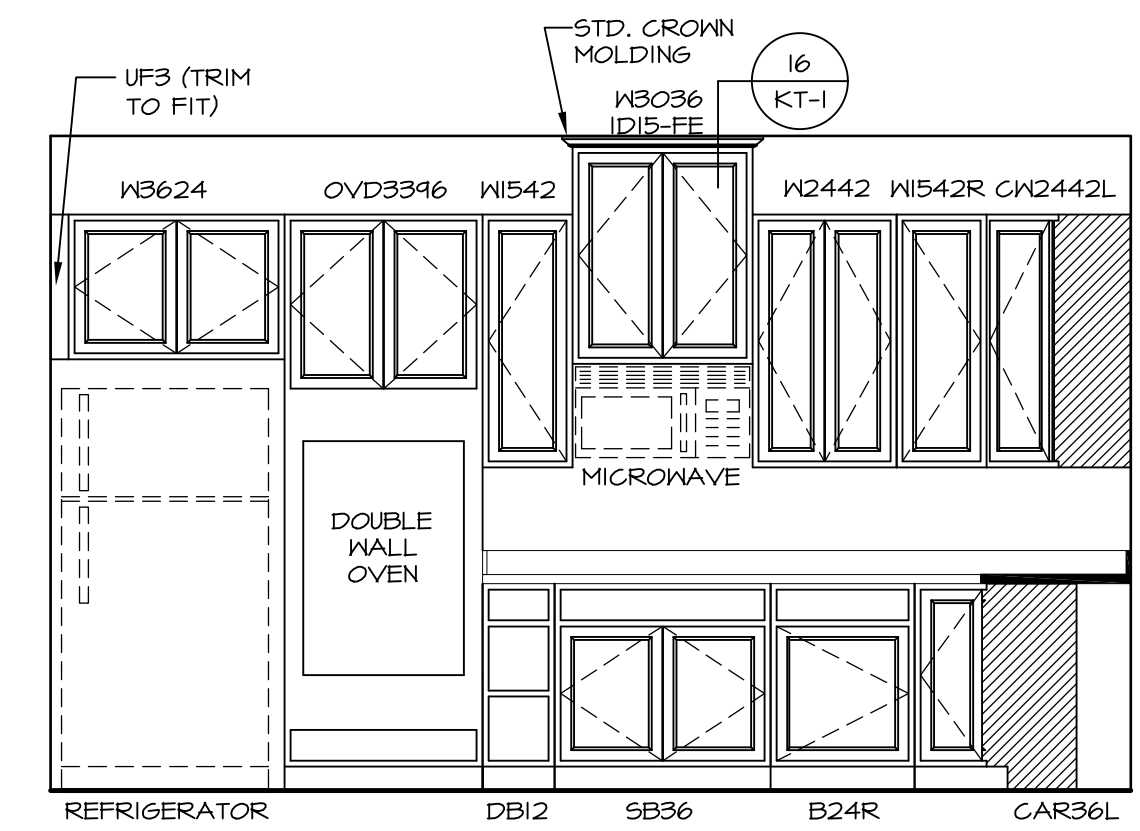 STD. CROWN
MOLDING
UF3 (TRIM
TO FIT)
16
KT-1
W3036
1D15-FE
W3624
OVD3396
W1542
W2442
W1542R
CW2442L
MICROWAVE
DOUBLE
WALL
OVEN
REFRIGERATOR
DB12
SB36
B24R
CAR36L